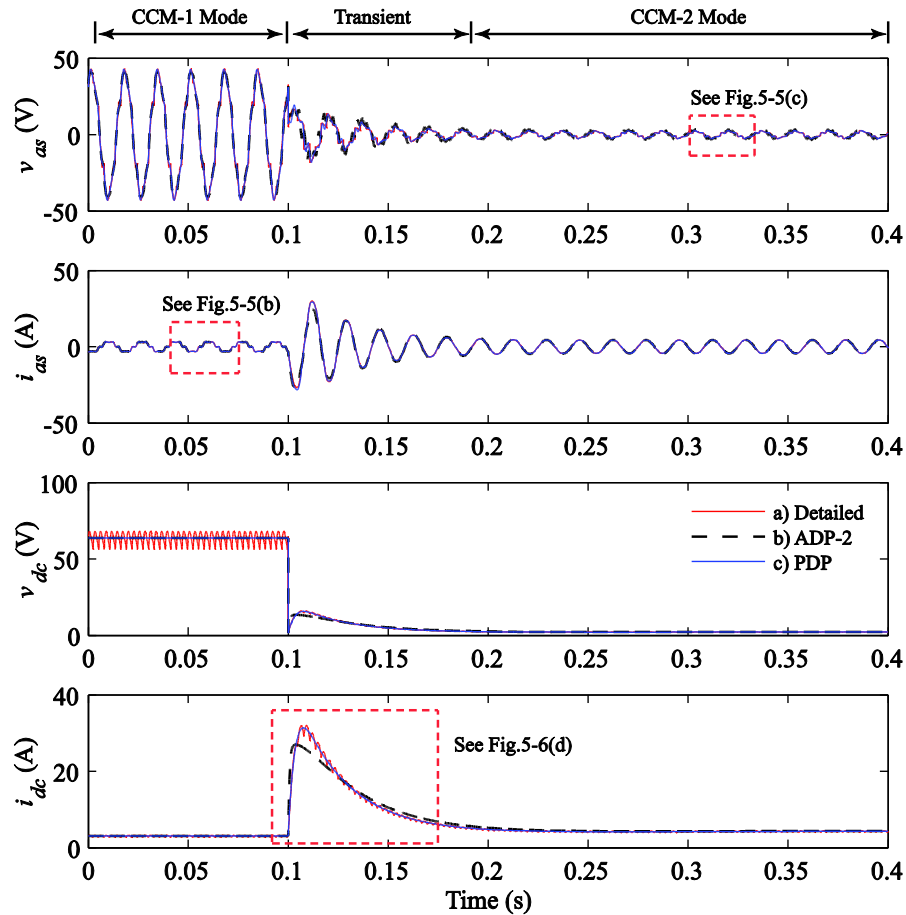 CCM-1 Mode Transient CCM-2 Mode
50
0
-50
v as (V)
See Fig.5-5(c)
0 0.05 0.1 0.15 0.2 0.25 0.3 0.35 0.4
50
0
-50
i as (A)
See Fig.5-5(b)
0 0.05 0.1 0.15 0.2 0.25 0.3 0.35 0.4
100
50
0
v dc (V)
a) Detailed
b) ADP-2
c) PDP
0 0.05 0.1 0.15 0.2 0.25 0.3 0.35 0.4
40
20
0
i dc (A)
See Fig.5-6(d)
0 0.05 0.1 0.15 0.2 0.25 0.3 0.35 0.4
Time (s)